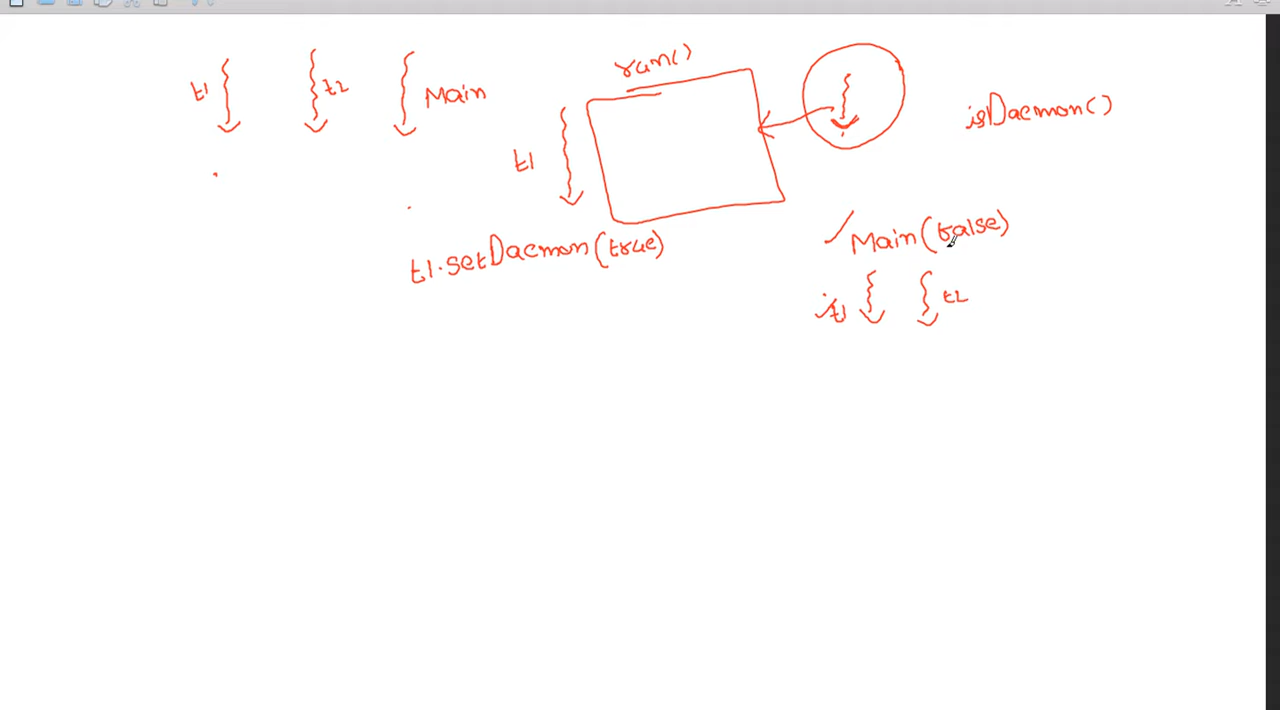 t1
t2
Main
run()
isDaemon()
t1
t1.setDaemon(true)
Main(false)
t1
t2